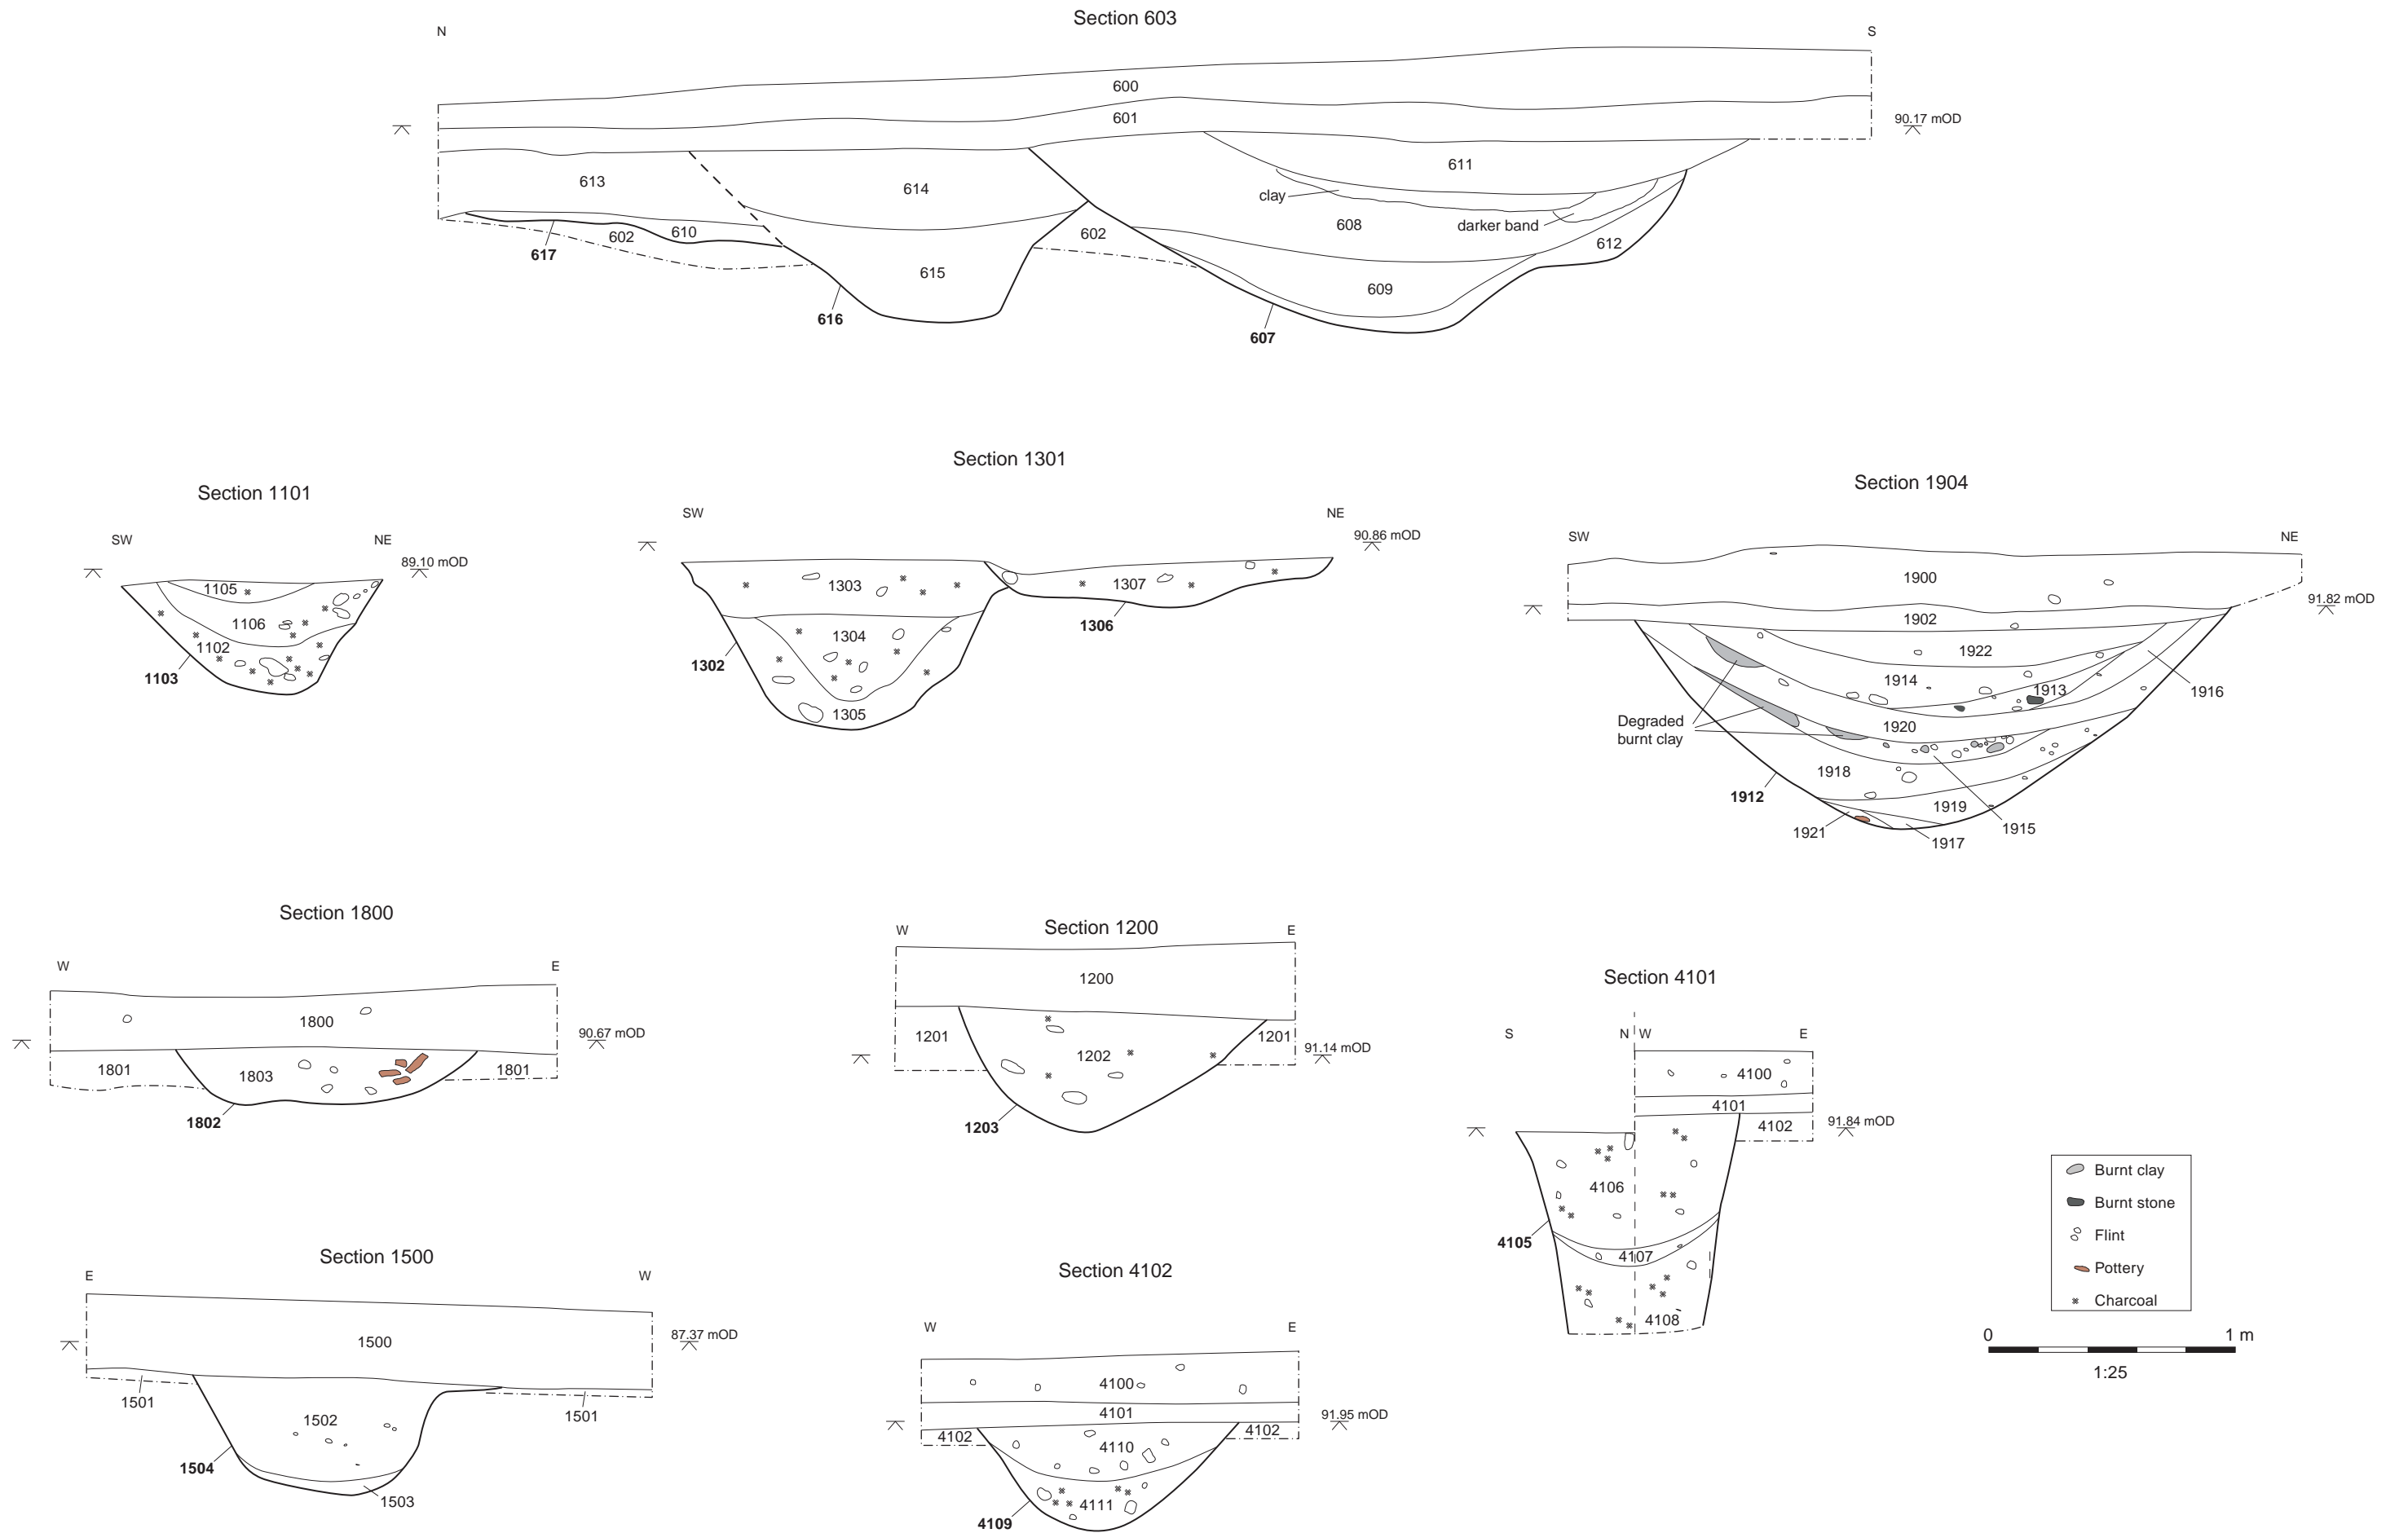 Section 603
N S
600
601
90.17 mOD
611
613
614
clay
608
darker band
602
610
602
612
617
615
609
616
607
Section 1301
Section 1101
SW NE
89.10 mOD
1105
1106
1102
1103
SW NE
90.86 mOD
1303
1307
1304
1306
1302
1305
Section 1904
SW NE
1900
91.82 mOD
1902
1922
1914
1913
1916
Degraded
burnt clay
1920
1918
1912
1919
1921
1915
1917
Section 1800
W E
1800
90.67 mOD
1801
1803
1801
1802
Section 1200
W E
1200
1201
1202
1201
91.14 mOD
1203
Section 4101
S N W E
4100
4101
4102
91.84 mOD
4106
4105
4107
4108
Section 1500
E W
1500
87.37 mOD
1501
1502
1501
1504
1503
Section 4102
W E
4100
4101
91.95 mOD
4102
4110
4102
4111
4109
Burnt clay
Burnt stone
Flint
Pottery
Charcoal
0 1 m
1:25